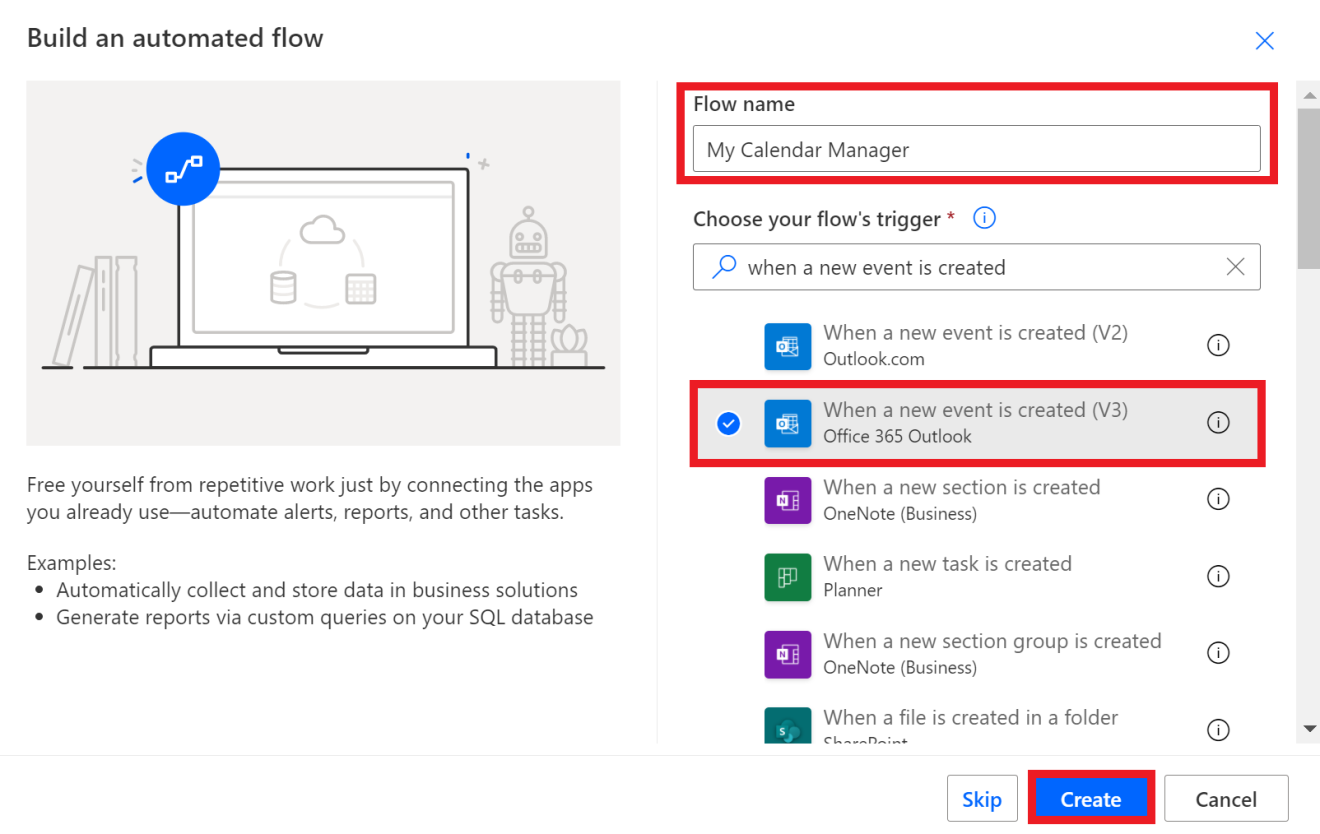 Build an automated flow
Free yourself from repetitive work just by connecting the apps
you already use—automate alerts, reports, and other tasks.
Examples:
• Automatically collect and store data in business solutions
• Generate reports via custom queries on your SQL database
Flow name
My Calendar Manager
Choose your flow's trigger *
when a new event is created
When a new event is created (V2)
Outlook.com
When a new event is created (V3)
Office 365 Outlook
When a new section is created
OneNote (Business)
When a new task is created
Planner
When a new section group is created
OneNote (Business)
When a file is created in a folder
SharePoint
Skip
Create
Cancel